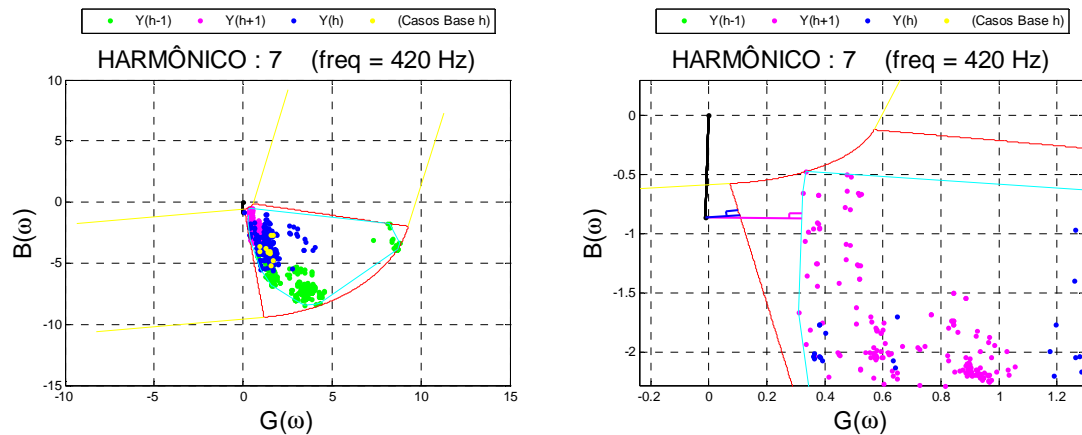 Y(h-1) Y(h+1) Y(h) (Casos Base h)
HARMÔNICO : 7 (freq = 420 Hz)
10
5
0
-5
-10
-15
-10 -5 0 5 10 15
B(ω)
G(ω)
Y(h-1) Y(h+1) Y(h) (Casos Base h)
HARMÔNICO : 7 (freq = 420 Hz)
0
-0.5
-1
-1.5
-2
-0.2 0 0.2 0.4 0.6 0.8 1 1.2
B(ω)
G(ω)